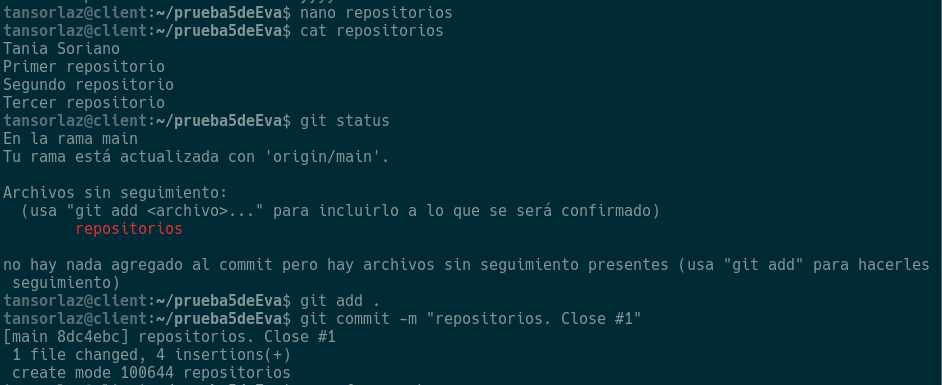 tansorlaz@client:~/prueba5deEva$ nano repositorios
tansorlaz@client:~/prueba5deEva$ cat repositorios
Tania Soriano
Primer repositorio
Segundo repositorio
Tercer repositorio
tansorlaz@client:~/prueba5deEva$ git status
En la rama main
Tu rama está actualizada con 'origin/main'.
Archivos sin seguimiento:
(usa "git add <archivo>..." para incluirlo a lo que se será confirmado)
repositorios
no hay nada agregado al commit pero hay archivos sin seguimiento presentes (usa "git add" para hacerles
seguimiento)
tansorlaz@client:~/prueba5deEva$ git add .
tansorlaz@client:~/prueba5deEva$ git commit -m "repositorios. Close #1"
[main 8dc4ebc] repositorios. Close #1
1 file changed, 4 insertions(+)
create mode 100644 repositorios